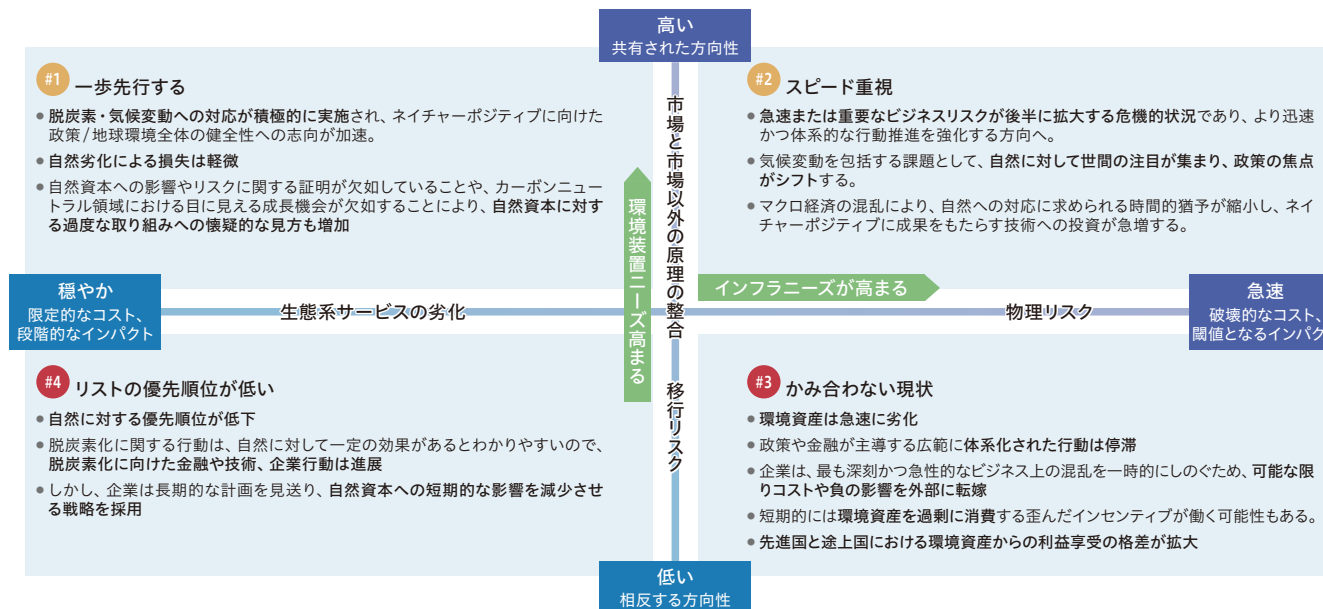 高い
共有された方向性
#1 一歩先行する
● 脱炭素・気候変動への対応が積極的に実施され、ネイチャーポジティブに向けた
政策/地球環境全体の健全性への志向が加速。
● 自然劣化による損失は軽微
● 自然資本への影響やリスクに関する証明が欠如していることや、カーボンニュー
トラル領域における目に見える成長機会が欠如することにより、自然資本に対す
る過度な取り組みへの懐疑的な見方も増加
#2 スピード重視
● 急速または重要なビジネスリスクが後半に拡大する危機的状況であり、より迅速
かつ体系的な行動推進を強化する方向へ。
● 気候変動を包括する課題として、自然に対して世間の注目が集まり、政策の焦点
がシフトする。
● マクロ経済の混乱により、自然への対応に求められる時間的猶予が縮小し、ネイ
チャーポジティブに成果をもたらす技術への投資が急増する。
市場と市場以外の原理の整合
環境装置ニーズ高まる
インフラニーズが高まる
穏やか
限定的なコスト、
段階的なインパクト
生態系サービスの劣化
物理リスク
急速
破壊的なコスト、
閾値となるインパク
移行リスク
#4 リストの優先順位が低い
● 自然に対する優先順位が低下
● 脱炭素化に関する行動は、自然に対して一定の効果があるとわかりやすいので、
脱炭素化に向けた金融や技術、企業行動は進展
● しかし、企業は長期的な計画を見送り、自然資本への短期的な影響を減少させ
る戦略を採用
#3 かみ合わない現状
● 環境資産は急速に劣化
● 政策や金融が主導する広範に体系化された行動は停滞
● 企業は、最も深刻かつ急性的なビジネス上の混乱を一時的にしのぐため、可能な限
りコストや負の影響を外部に転嫁
● 短期的には環境資産を過剰に消費する歪んだインセンティブが働く可能性もある。
● 先進国と途上国における環境資産からの利益享受の格差が拡大
低い
相反する方向性